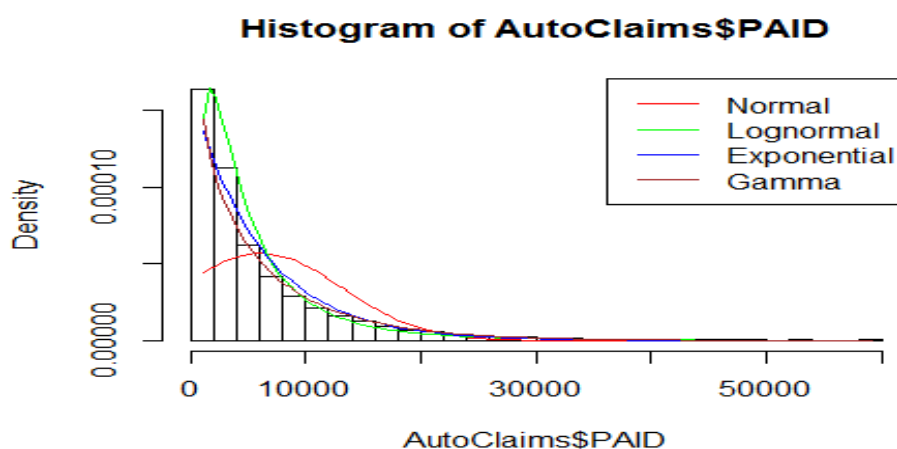 Histogram of AutoClaims$PAID
Normal
Lognormal
Exponential
Gamma
Density
0.00010
0.00000
0 10000 30000 50000
AutoClaims$PAID